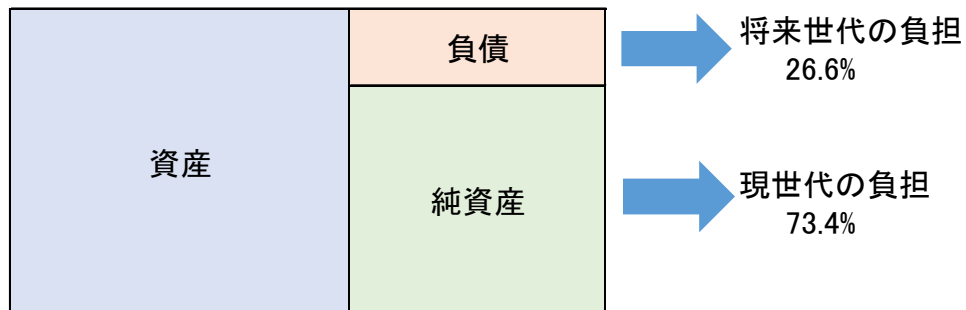 資産
負債
純資産
将来世代の負担
26.6%
現世代の負担
73.4%